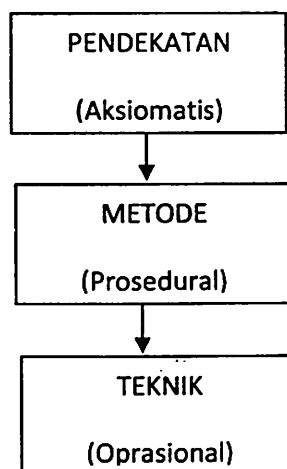 PENDEKATAN
(Aksiomatis)
METODE
(Prosedural)
TEKNIK
(Oprasional)